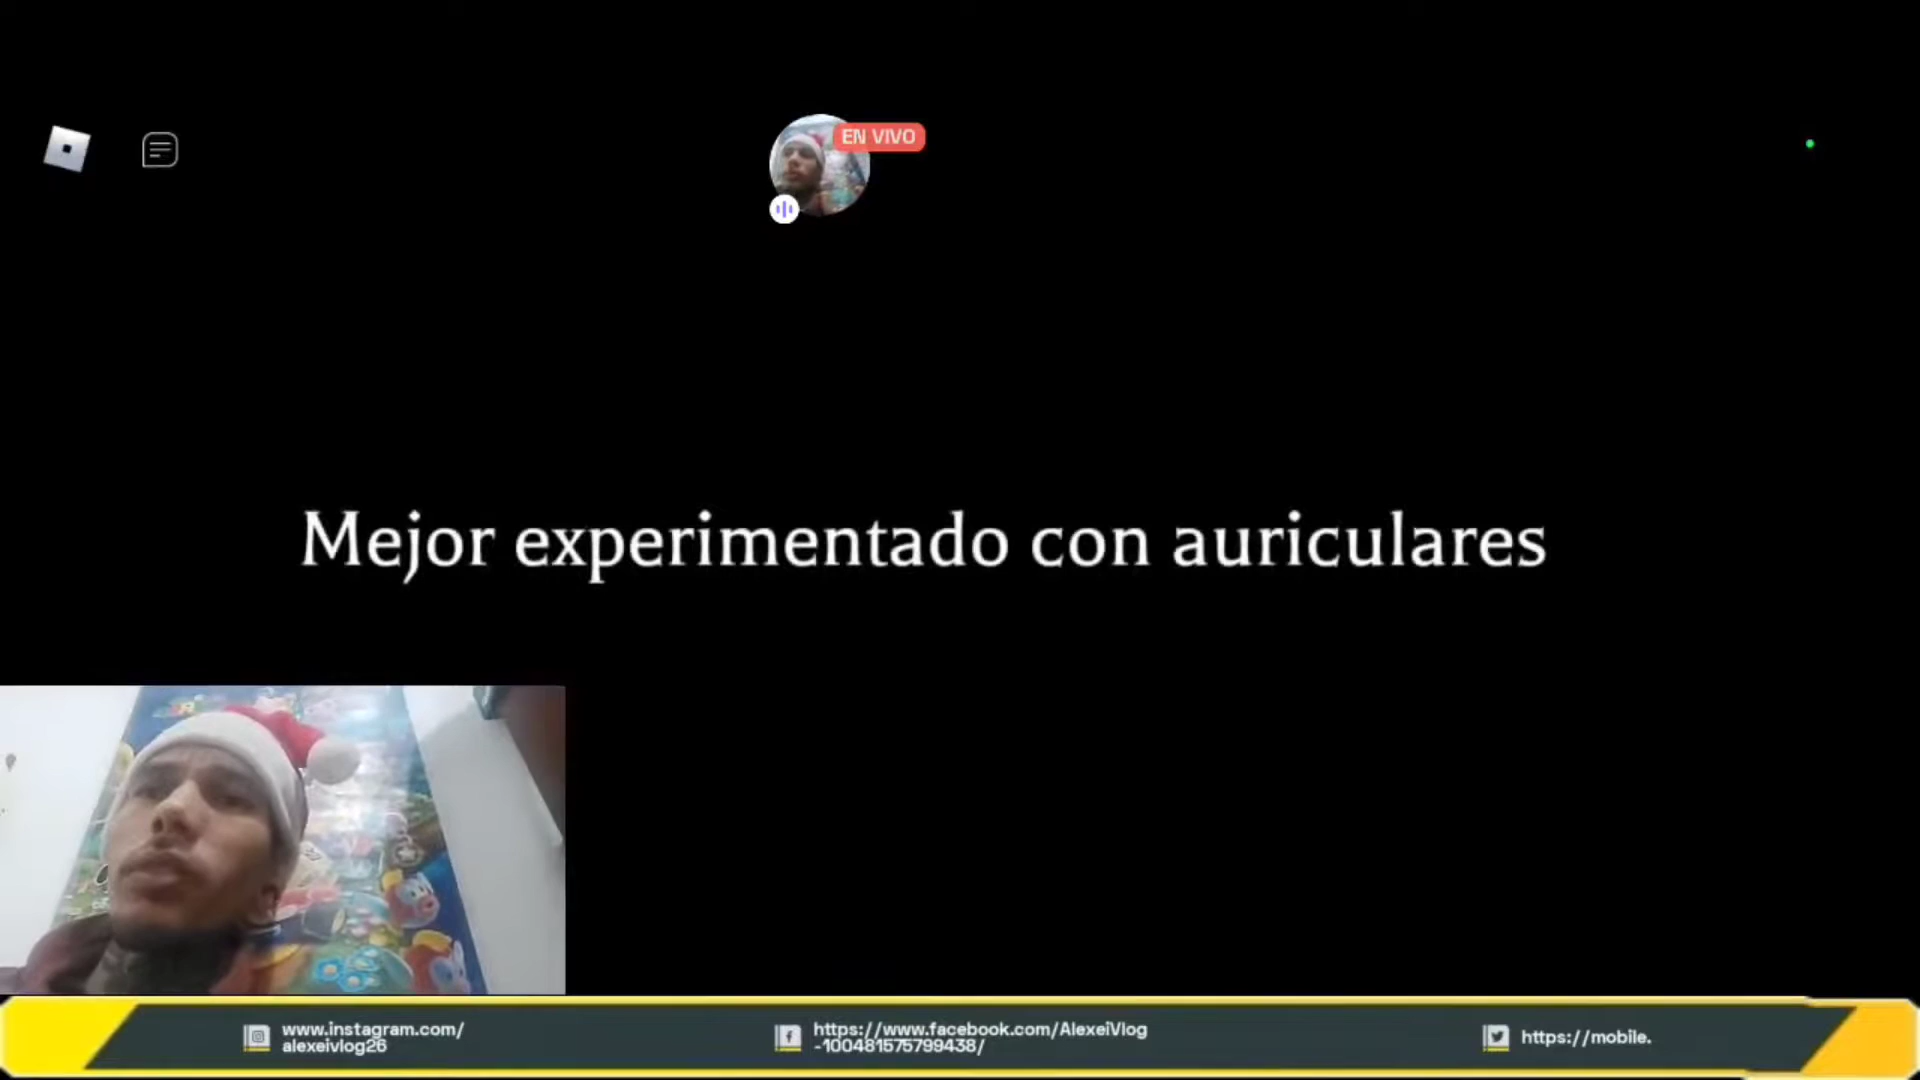 EN VIVO
Mejor experimentado con auriculares
www.instagram.com/
alexeivlog26
https://www.facebook.com/AlexeiVlog
-100481575799438/
https://mobile.